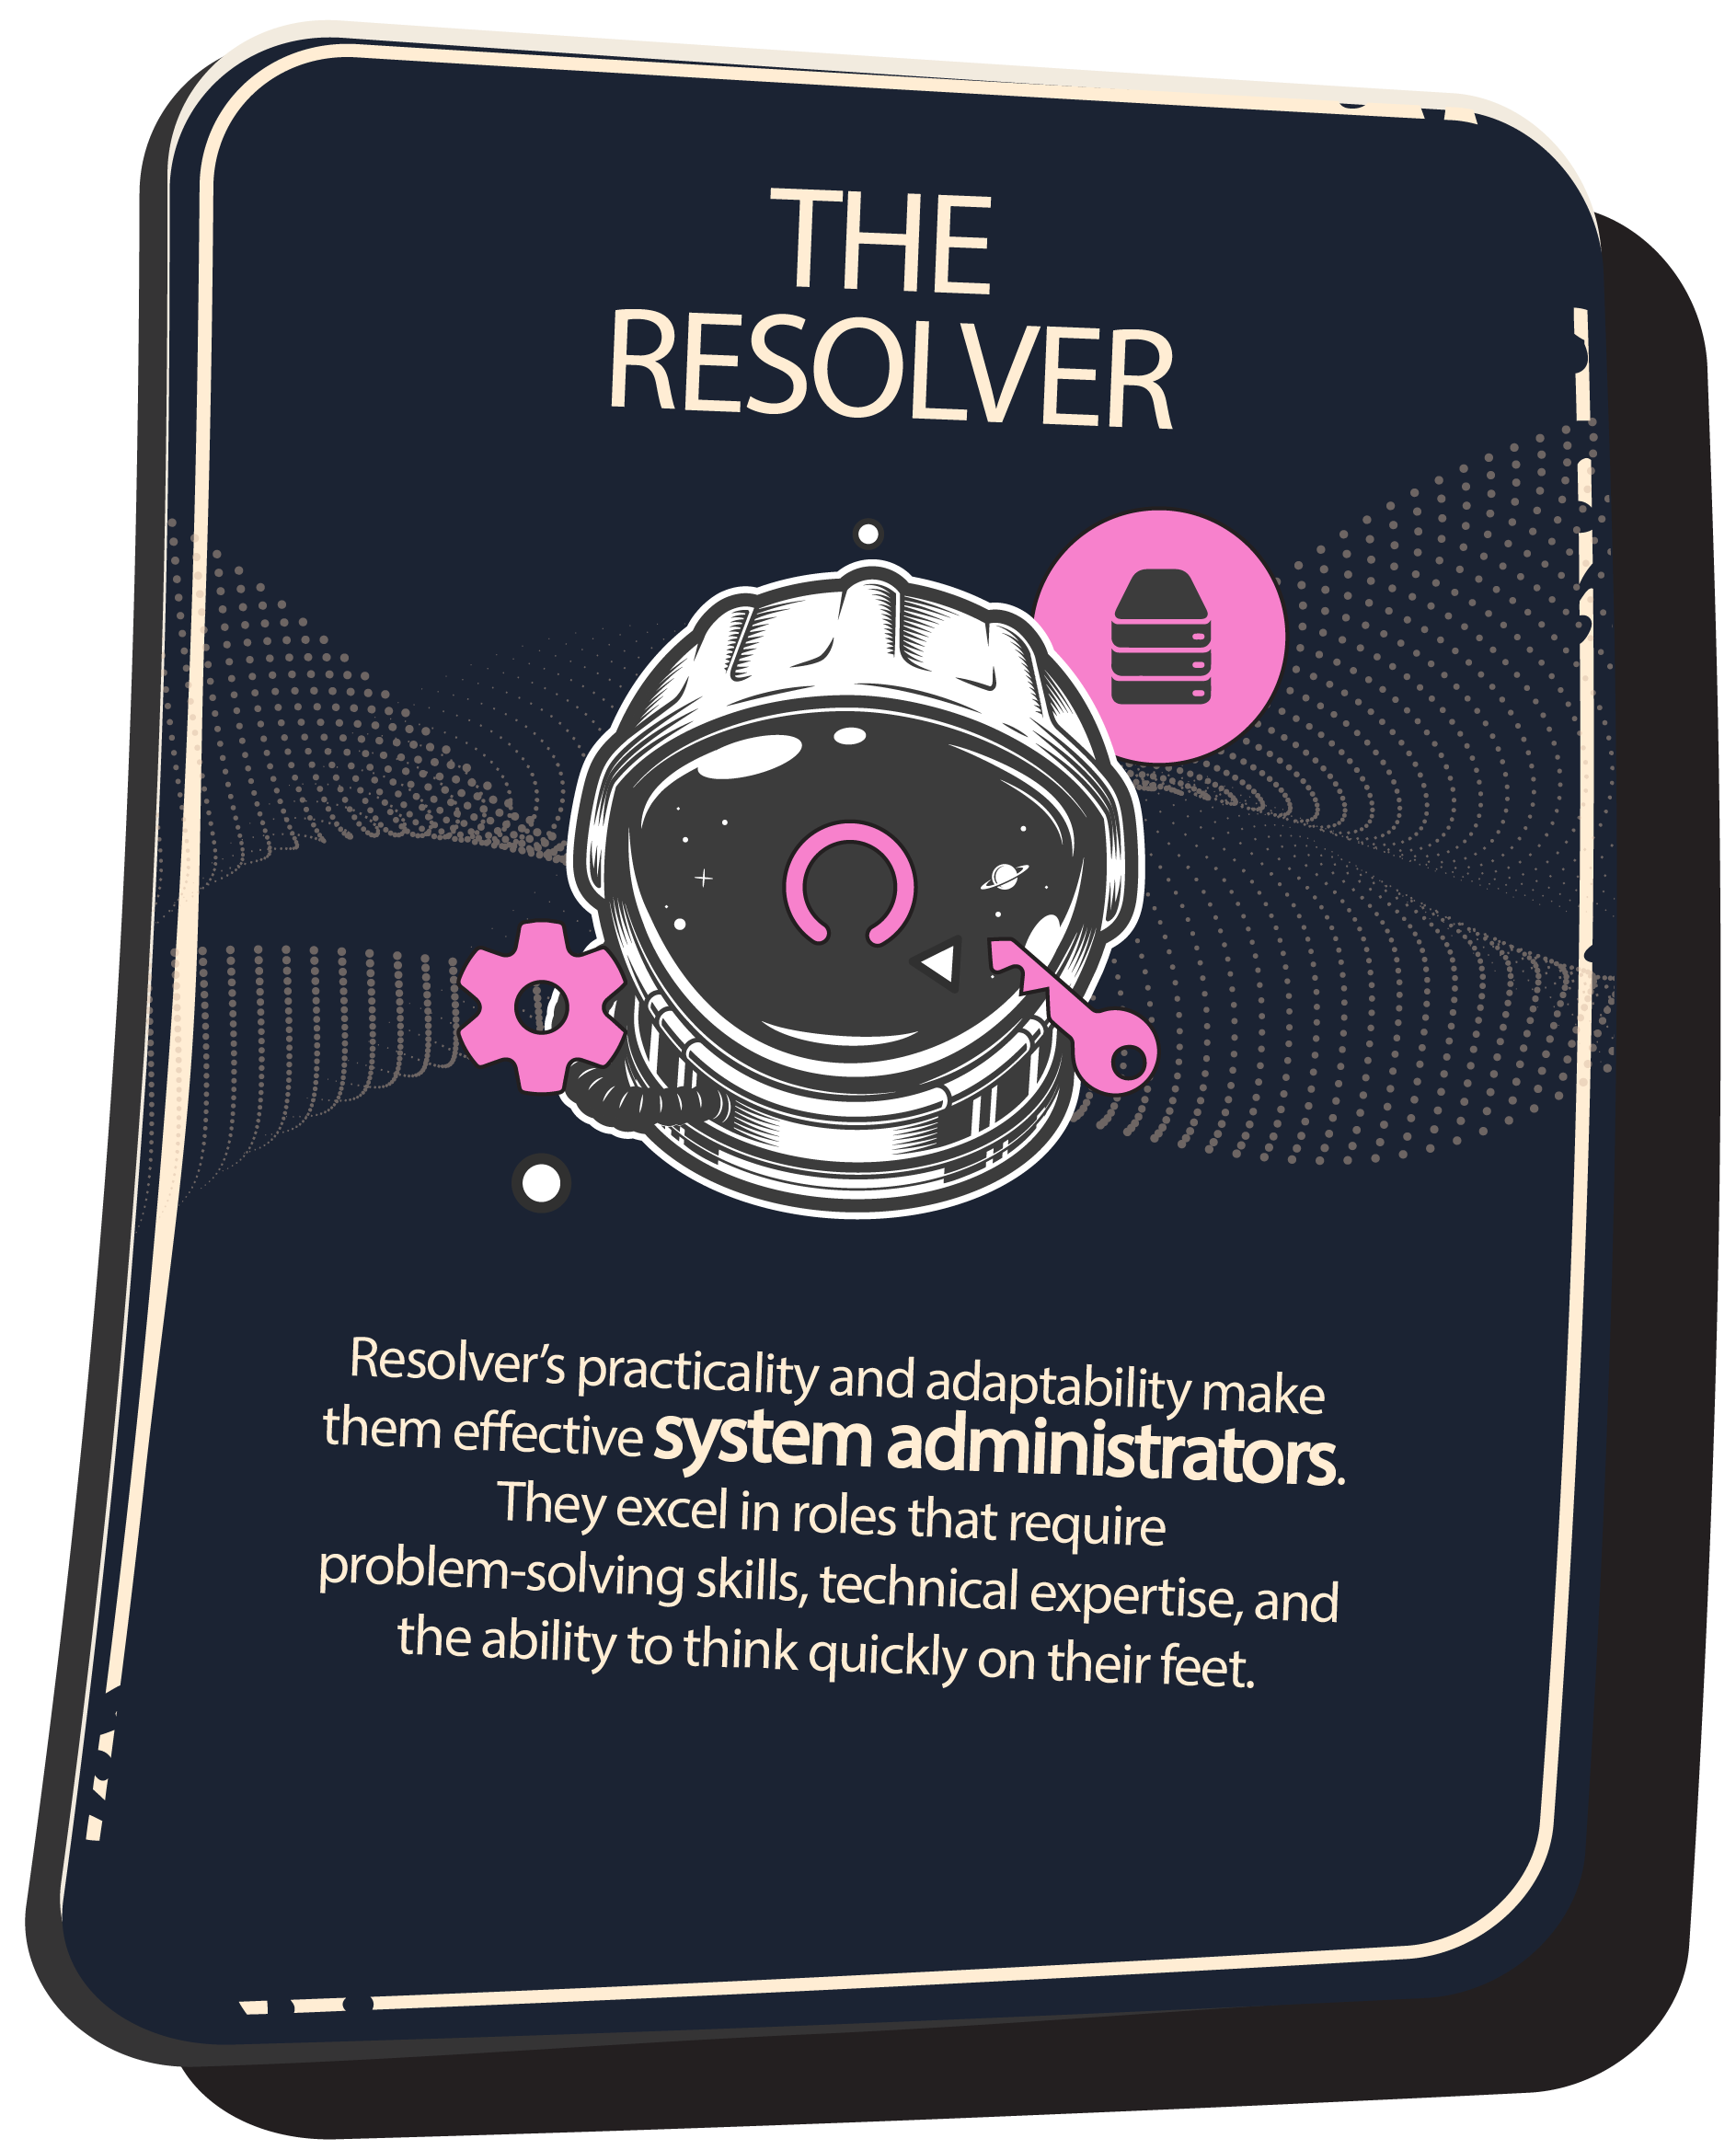 THE
RESOLVER
Resolver’s practicality and adaptability make
them effective system administrators.
They excel in roles that require
problem-solving skills, technical expertise, and
the ability to think quickly on their feet.